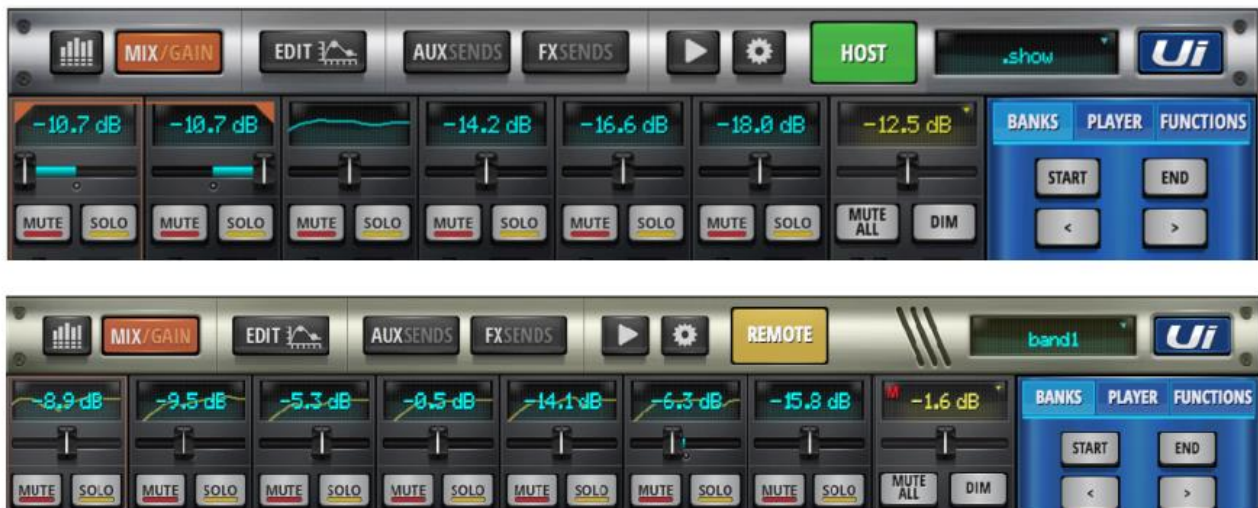 MIX/GAIN EDIT AUXSENDS FXSENDS HOST .show Ui
-10.7 dB -10.7 dB -14.2 dB -16.6 dB -18.0 dB -12.5 dB BANKS PLAYER FUNCTIONS
START END
MUTE SOLO MUTE SOLO MUTE SOLO MUTE SOLO MUTE SOLO MUTE SOLO MUTE ALL DIM < >
MIX/GAIN EDIT AUXSENDS FXSENDS REMOTE band1 Ui
-8.9 dB -9.5 dB -5.3 dB -0.5 dB -14.1 dB -6.3 dB -15.8 dB M -1.6 dB BANKS PLAYER FUNCTIONS
START END
MUTE SOLO MUTE SOLO MUTE SOLO MUTE SOLO MUTE SOLO MUTE SOLO MUTE SOLO MUTE ALL DIM < >